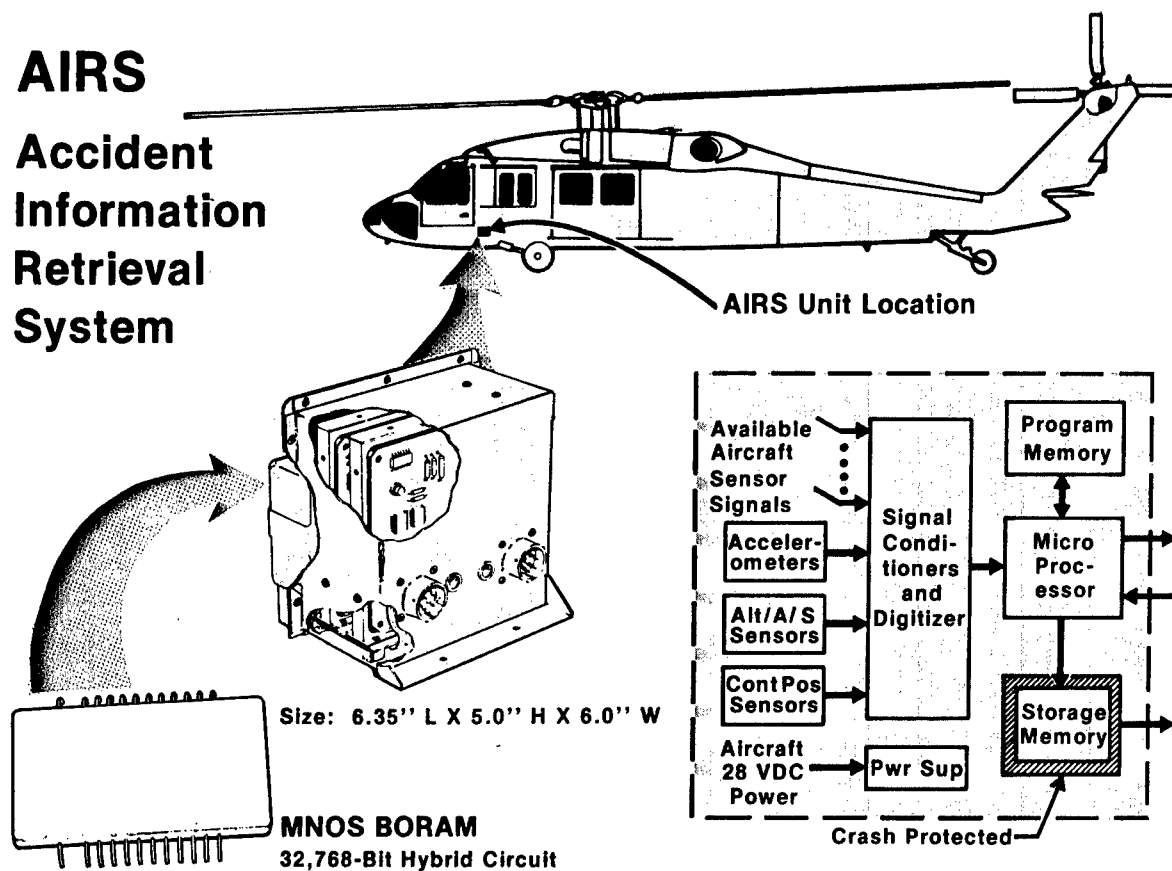 AIRS
Accident
Information
Retrieval
System
AIRS Unit Location
Size: 6.35'' L X 5.0'' H X 6.0'' W
MNOS BORAM
32,768-Bit Hybrid Circuit
Available
Aircraft
Sensor
Signals
Acceler-
ometers
Alt/A/S
Sensors
Cont Pos
Sensors
Aircraft
28 VDC
Power
Signal
Condi-
tioners
and
Digitizer
Pwr Sup
Program
Memory
Micro
Proc-
essor
Storage
Memory
Crash Protected